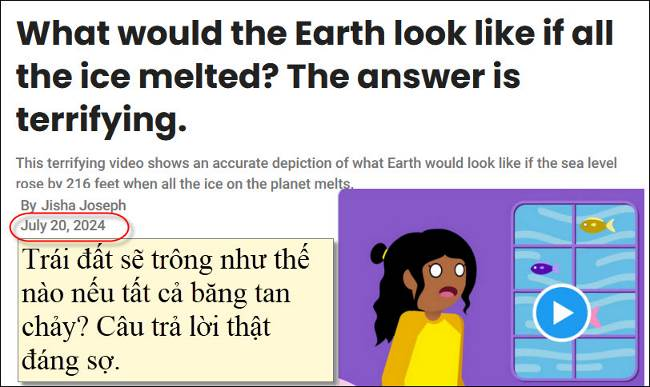 What would the Earth look like if all
the ice melted? The answer is
terrifying.
This terrifying video shows an accurate depiction of what Earth would look like if the sea level
rose by 216 feet when all the ice on the planet melts.
By Jisha Joseph
July 20, 2024
Trái đất sẽ trông như thế
nào nếu tất cả băng tan
chảy? Câu trả lời thật
đáng sợ.